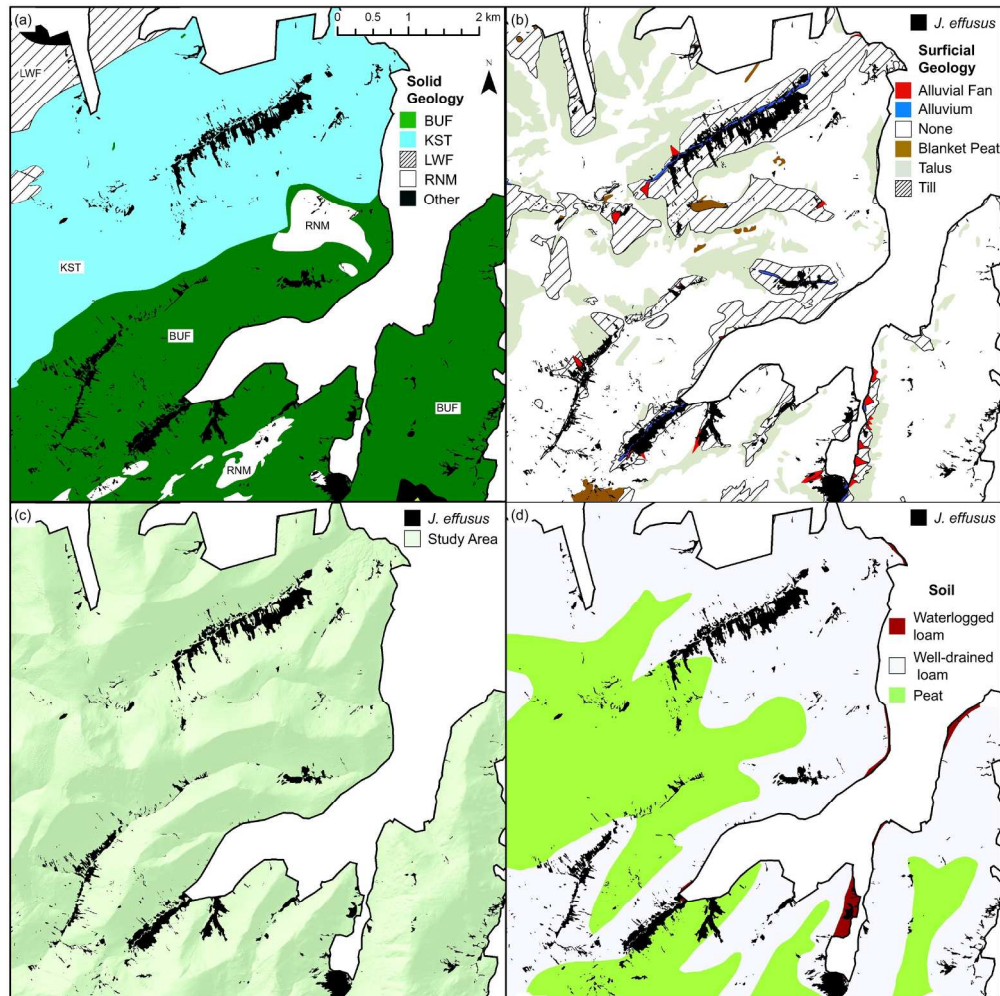 (a)
0 0.5 1 2 km
N
LWF
Solid
Geology
BUF
KST
LWF
RNM
Other
RNM
KST
BUF
BUF
RNM
(b)
J. effusus
Surficial
Geology
Alluvial Fan
Alluvium
None
Blanket Peat
Talus
Till
(c)
J. effusus
Study Area
(d)
J. effusus
Soil
Waterlogged
loam
Well-drained
loam
Peat